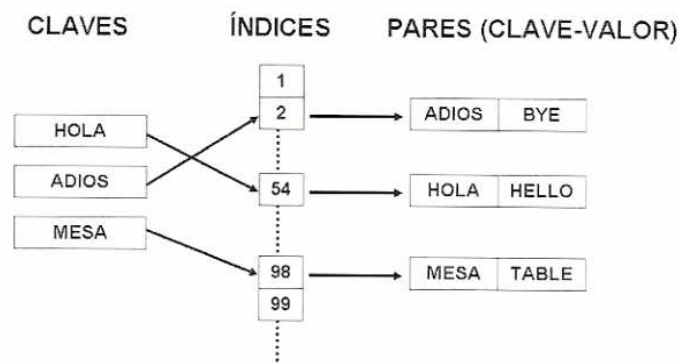 CLAVES ÍNDICES PARES (CLAVE-VALOR)
1
HOLA 2 ADIOS BYE
ADIOS 54 HOLA HELLO
MESA 98 MESA TABLE
99